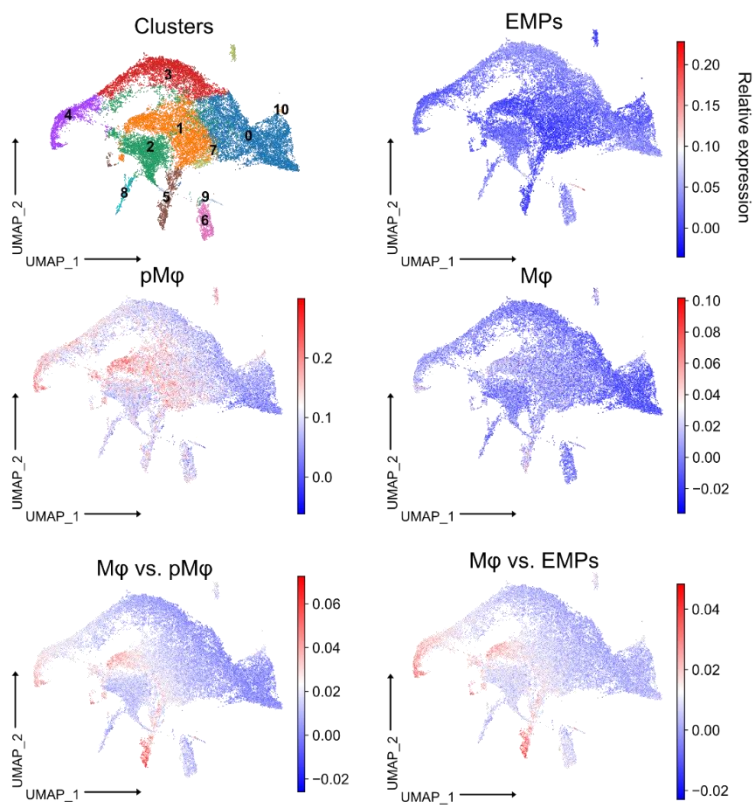 Clusters
EMPs
3
4
10
1
0
2
7
8
5
9
6
UMAP_2
UMAP_1
0.20
0.15
0.10
0.05
0.00
Relative expression
pMφ
Mφ
0.2
0.1
0.0
UMAP_2
UMAP_1
0.10
0.08
0.06
0.04
0.02
0.00
−0.02
UMAP_2
UMAP_1
Mφ vs. pMφ
Mφ vs. EMPs
0.06
0.04
0.02
0.00
−0.02
UMAP_2
UMAP_1
0.04
0.02
0.00
−0.02
UMAP_2
UMAP_1